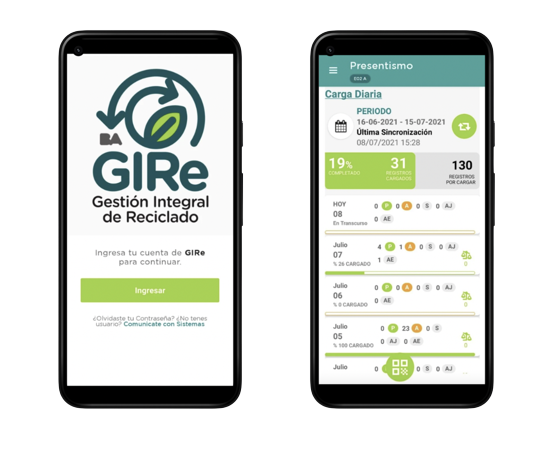 BA
GIRe
Gestión Integral
de Reciclado
Ingresa tu cuenta de GIRe
para continuar.
Ingresar
¿Olvidaste tu Contraseña? ¿No tenes
usuario? Comunicate con Sistemas
Presentismo
ES2 A
Carga Diaria
PERIODO
16-06-2021 - 15-07-2021
Última Sincronización
08/07/2021 15:28
19% 31 130
COMPLETADO REGISTROS CARGADOS REGISTROS POR CARGAR
HOY 0 P 0 A 0 S 0 AJ
08 0 AE
En Transcurso
Julio 4 P 1 A 0 S 0 AJ
07 1 AE
% 26 CARGADO 0
Julio 0 P 0 A 0 S 0 AJ
06 0 AE
% 0 CARGADO 0
Julio 0 P 23 A 0 S
05 0 AJ 0 AE
% 100 CARGADO 0
Julio 0 0 S 0 AJ